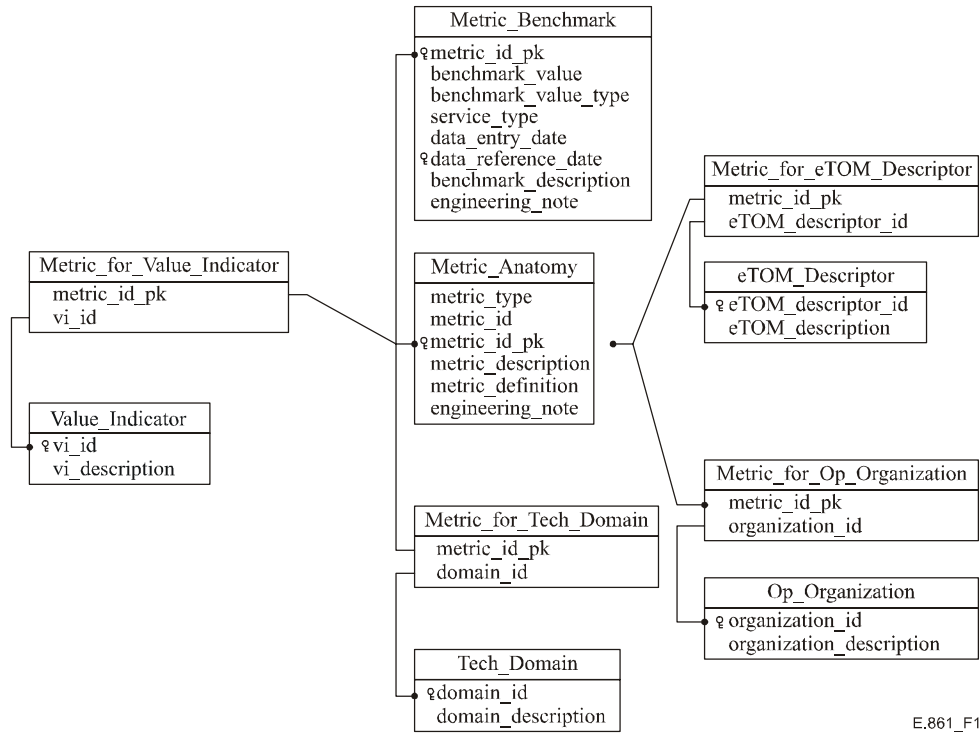 Metric_Benchmark
metric_id_pk
benchmark_value
benchmark_value_type
service_type
data_entry_date
data_reference_date
benchmark_description
engineering_note
Metric_for_Value_Indicator
metric_id_pk
vi_id
Value_Indicator
vi_id
vi_description
Metric_Anatomy
metric_type
metric_id
metric_id_pk
metric_description
metric_definition
engineering_note
Metric_for_Tech_Domain
metric_id_pk
domain_id
Tech_Domain
domain_id
domain_description
Metric_for_eTOM_Descriptor
metric_id_pk
eTOM_descriptor_id
eTOM_Descriptor
eTOM_descriptor_id
eTOM_description
Metric_for_Op_Organization
metric_id_pk
organization_id
Op_Organization
organization_id
organization_description
E.861_F1